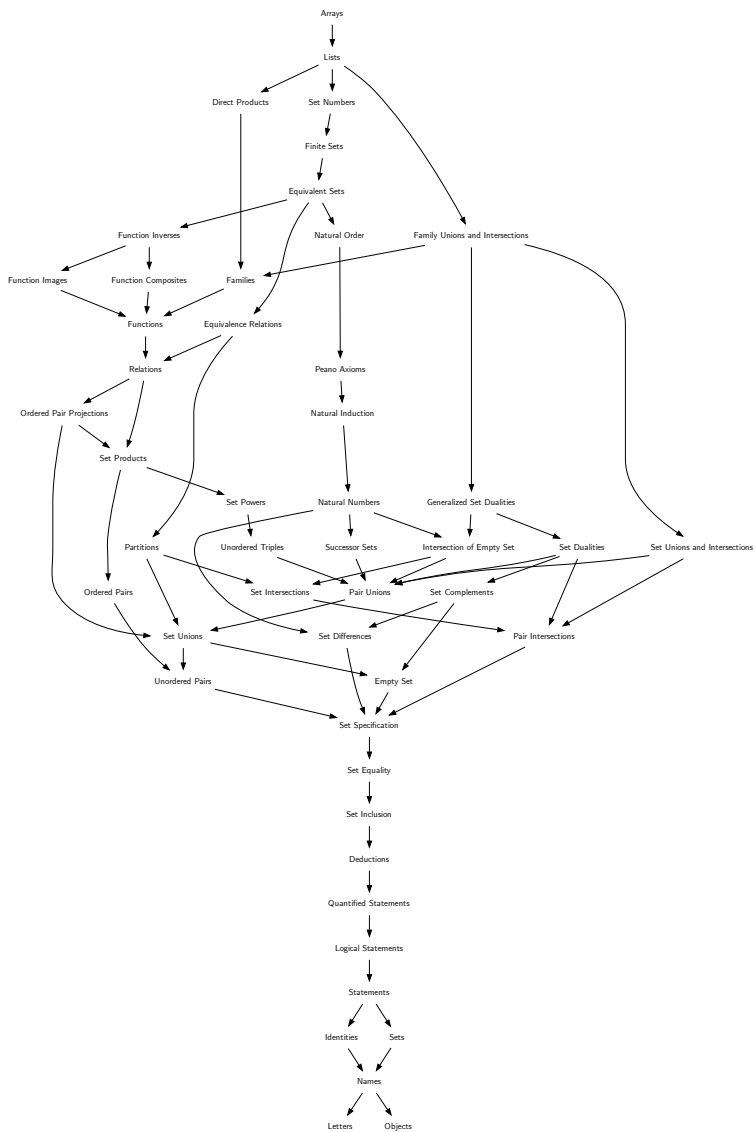 Arrays
Lists
Direct Products
Set Numbers
Finite Sets
Equivalent Sets
Function Inverses
Natural Order
Family Unions and Intersections
Function Images
Function Composites
Families
Functions
Equivalence Relations
Relations
Peano Axioms
Ordered Pair Projections
Natural Induction
Set Products
Set Powers
Natural Numbers
Generalized Set Dualities
Partitions
Unordered Triples
Successor Sets
Intersection of Empty Set
Set Dualities
Set Unions and Intersections
Ordered Pairs
Set Intersections
Pair Unions
Set Complements
Set Unions
Set Differences
Pair Intersections
Unordered Pairs
Empty Set
Set Specification
Set Equality
Set Inclusion
Deductions
Quantified Statements
Logical Statements
Statements
Identities
Sets
Names
Letters
Objects